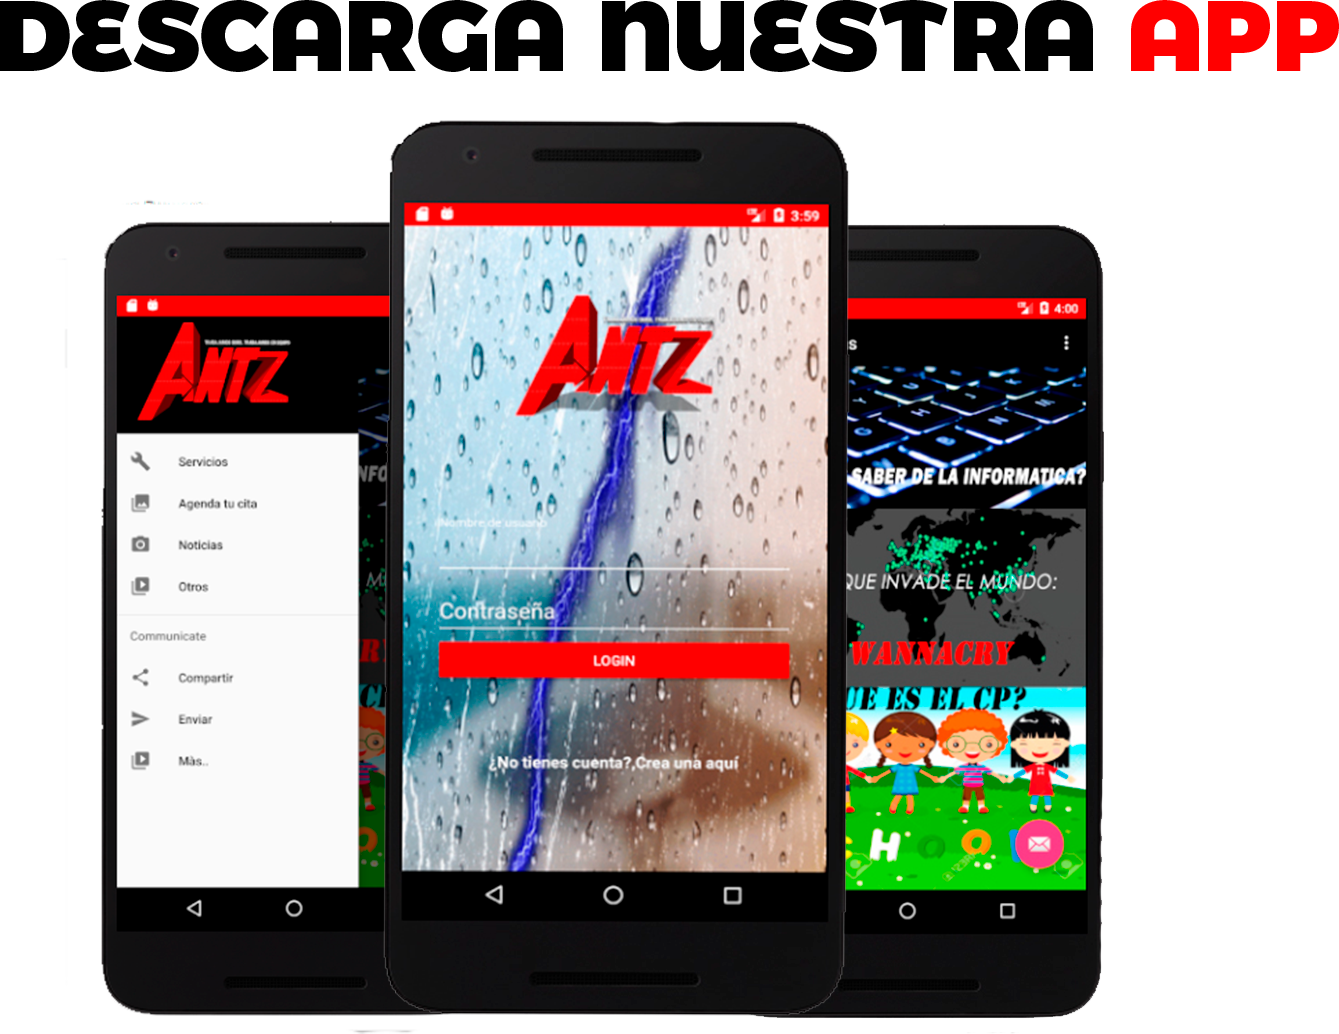 DESCARGA NUESTRA APP
3:59
ANTZ
Nombre de usuario
Contraseña
LOGIN
¿No tienes cuenta?,Crea una aquí
ANTZ
Servicios
Agenda tu cita
Noticias
Otros
Communicate
Compartir
Enviar
Màs..
4:00
S
SABER DE LA INFORMATICA?
QUE INVADE EL MUNDO:
WANNACRY
UE ES EL CP?
H O O